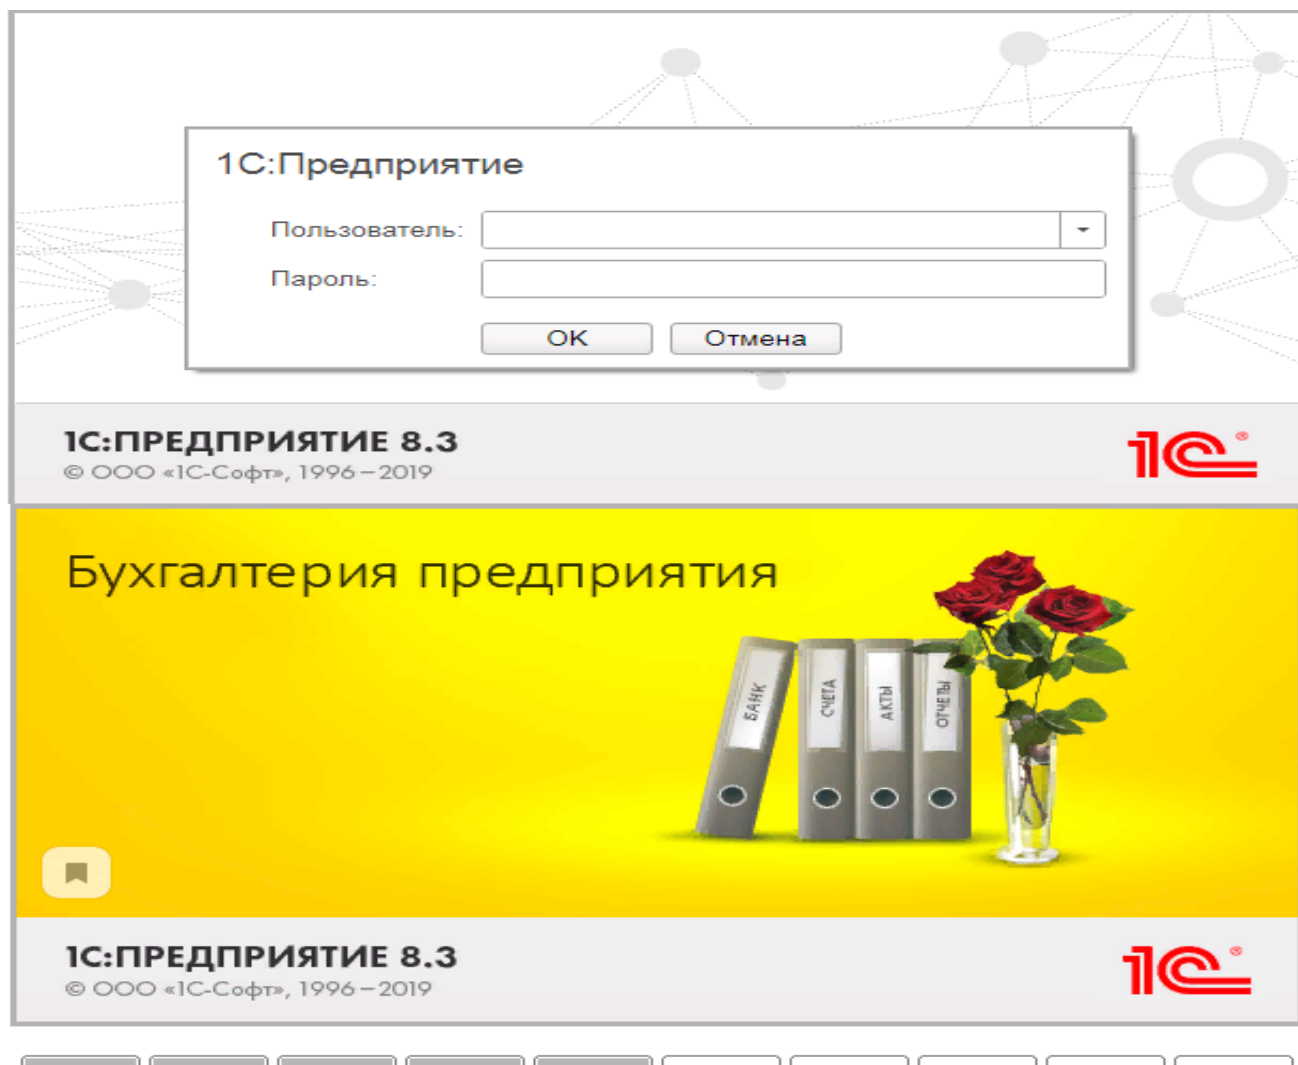 1С:Предприятие
Пользователь:
Пароль:
OK Отмена
1С:ПРЕДПРИЯТИЕ 8.3
© ООО «1С-Софт», 1996–2019
1С®
Бухгалтерия предприятия
БАНК
СЧЕТА
АКТЫ
ОТЧЕТЫ
1С:ПРЕДПРИЯТИЕ 8.3
© ООО «1С-Софт», 1996–2019
1С®